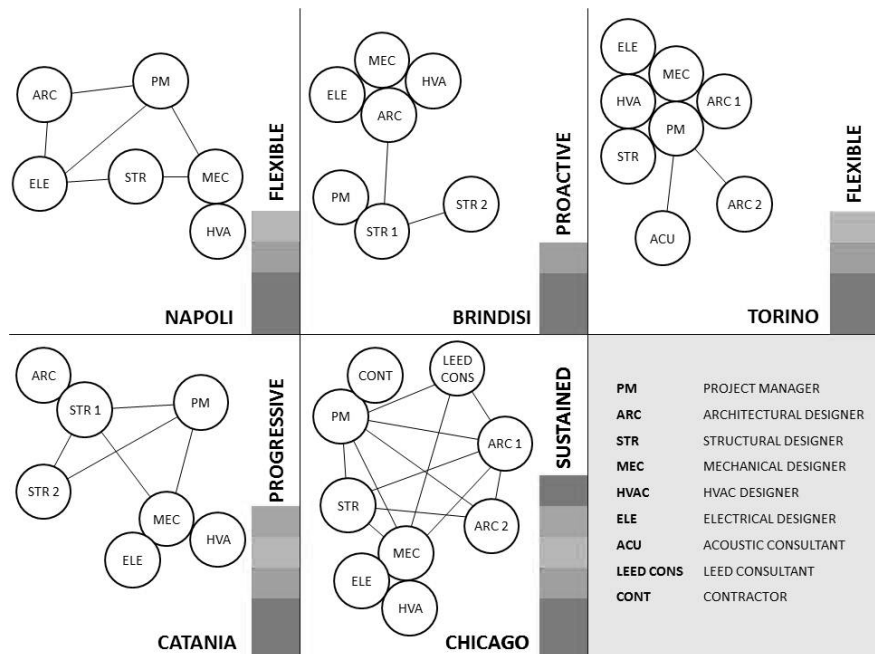 ARC
PM
ELE
STR
MEC
HVA
FLEXIBLE
NAPOLI
MEC
ELE
HVA
ARC
PM
STR 1
STR 2
PROACTIVE
BRINDISI
ELE
MEC
HVA
ARC 1
PM
STR
ARC 2
ACU
FLEXIBLE
TORINO
ARC
STR 1
PM
STR 2
MEC
ELE
HVA
PROGRESSIVE
CATANIA
CONT
LEED
CONS
PM
ARC 1
STR
ARC 2
MEC
ELE
HVA
SUSTAINED
CHICAGO
PM PROJECT MANAGER
ARC ARCHITECTURAL DESIGNER
STR STRUCTURAL DESIGNER
MEC MECHANICAL DESIGNER
HVAC HVAC DESIGNER
ELE ELECTRICAL DESIGNER
ACU ACOUSTIC CONSULTANT
LEED CONS LEED CONSULTANT
CONT CONTRACTOR